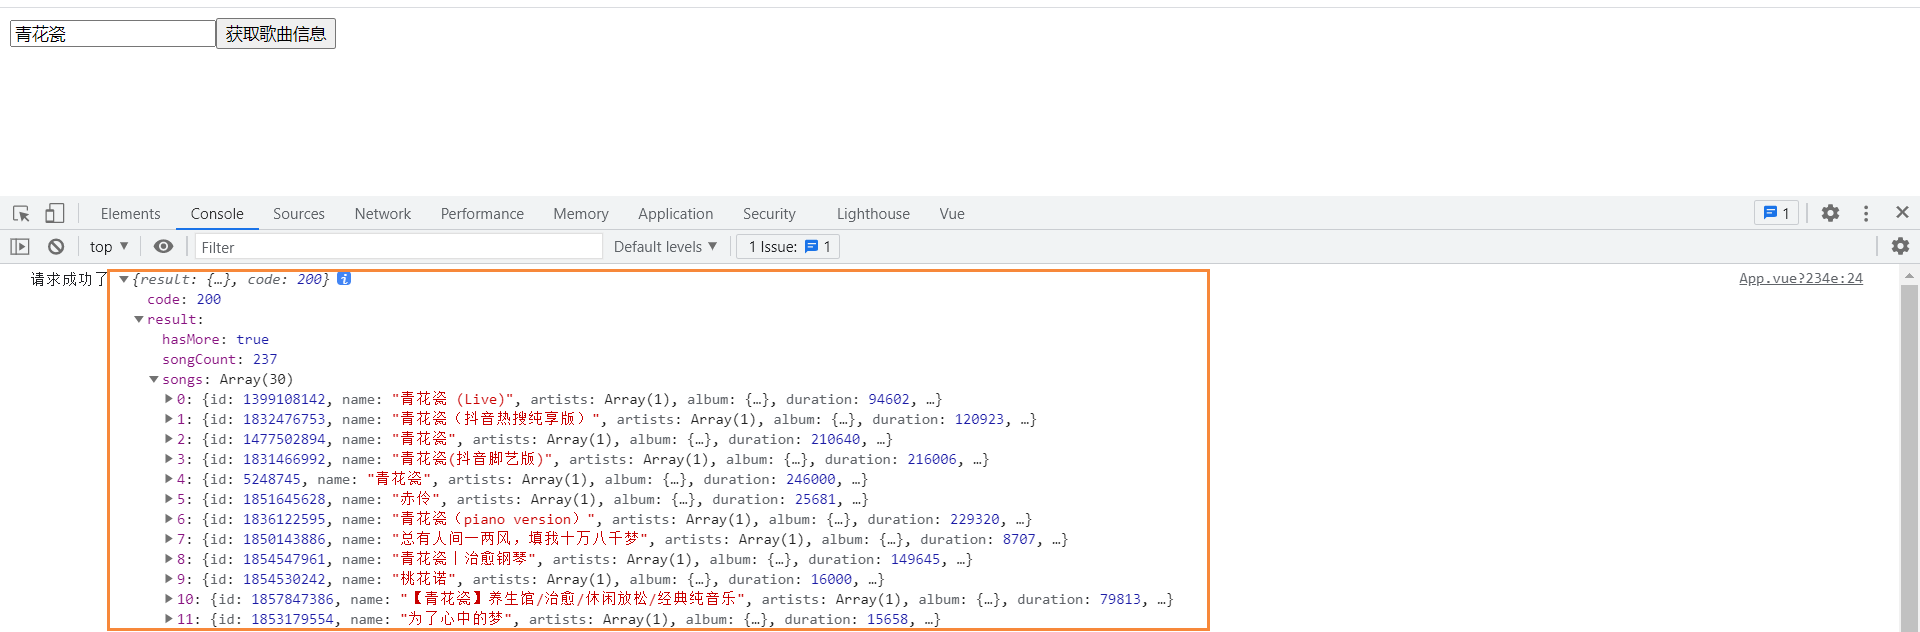 青花瓷 获取歌曲信息
Elements Console Sources Network Performance Memory Application Security Lighthouse Vue 1
top Filter Default levels 1 Issue: 1
请求成功了 {result: {…}, code: 200} App.vue?234e:24
code: 200
result:
hasMore: true
songCount: 237
songs: Array(30)
0: {id: 1399108142, name: "青花瓷 (Live)", artists: Array(1), album: {…}, duration: 94602, …}
1: {id: 1832476753, name: "青花瓷（抖音热搜纯享版）", artists: Array(1), album: {…}, duration: 120923, …}
2: {id: 1477502894, name: "青花瓷", artists: Array(1), album: {…}, duration: 210640, …}
3: {id: 1831466992, name: "青花瓷(抖音脚艺版)", artists: Array(1), album: {…}, duration: 216006, …}
4: {id: 5248745, name: "青花瓷", artists: Array(1), album: {…}, duration: 246000, …}
5: {id: 1851645628, name: "赤伶", artists: Array(1), album: {…}, duration: 25681, …}
6: {id: 1836122595, name: "青花瓷（piano version）", artists: Array(1), album: {…}, duration: 229320, …}
7: {id: 1850143886, name: "总有人间一两风，填我十万八千梦", artists: Array(1), album: {…}, duration: 8707, …}
8: {id: 1854547961, name: "青花瓷丨治愈钢琴", artists: Array(1), album: {…}, duration: 149645, …}
9: {id: 1854530242, name: "桃花诺", artists: Array(1), album: {…}, duration: 16000, …}
10: {id: 1857847386, name: "【青花瓷】养生馆/治愈/休闲放松/经典纯音乐", artists: Array(1), album: {…}, duration: 79813, …}
11: {id: 1853179554, name: "为了心中的梦", artists: Array(1), album: {…}, duration: 15658, …}